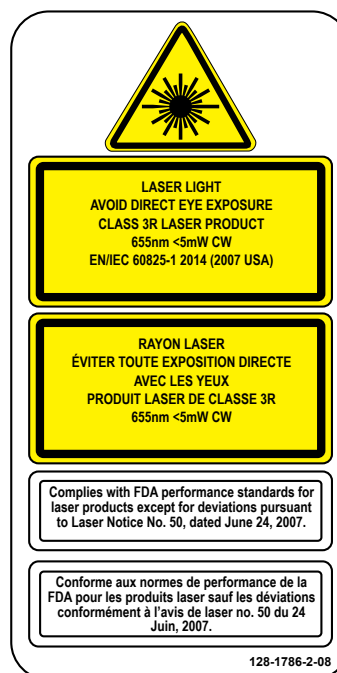 LASER LIGHT
AVOID DIRECT EYE EXPOSURE
CLASS 3R LASER PRODUCT
655nm <5mW CW
EN/IEC 60825-1 2014 (2007 USA)
RAYON LASER
ÉVITER TOUTE EXPOSITION DIRECTE
AVEC LES YEUX
PRODUIT LASER DE CLASSE 3R
655nm <5mW CW
Complies with FDA performance standards for
laser products except for deviations pursuant
to Laser Notice No. 50, dated June 24, 2007.
Conforme aux normes de performance de la
FDA pour les produits laser sauf les déviations
conformément à l'avis de laser no. 50 du 24
Juin, 2007.
128-1786-2-08